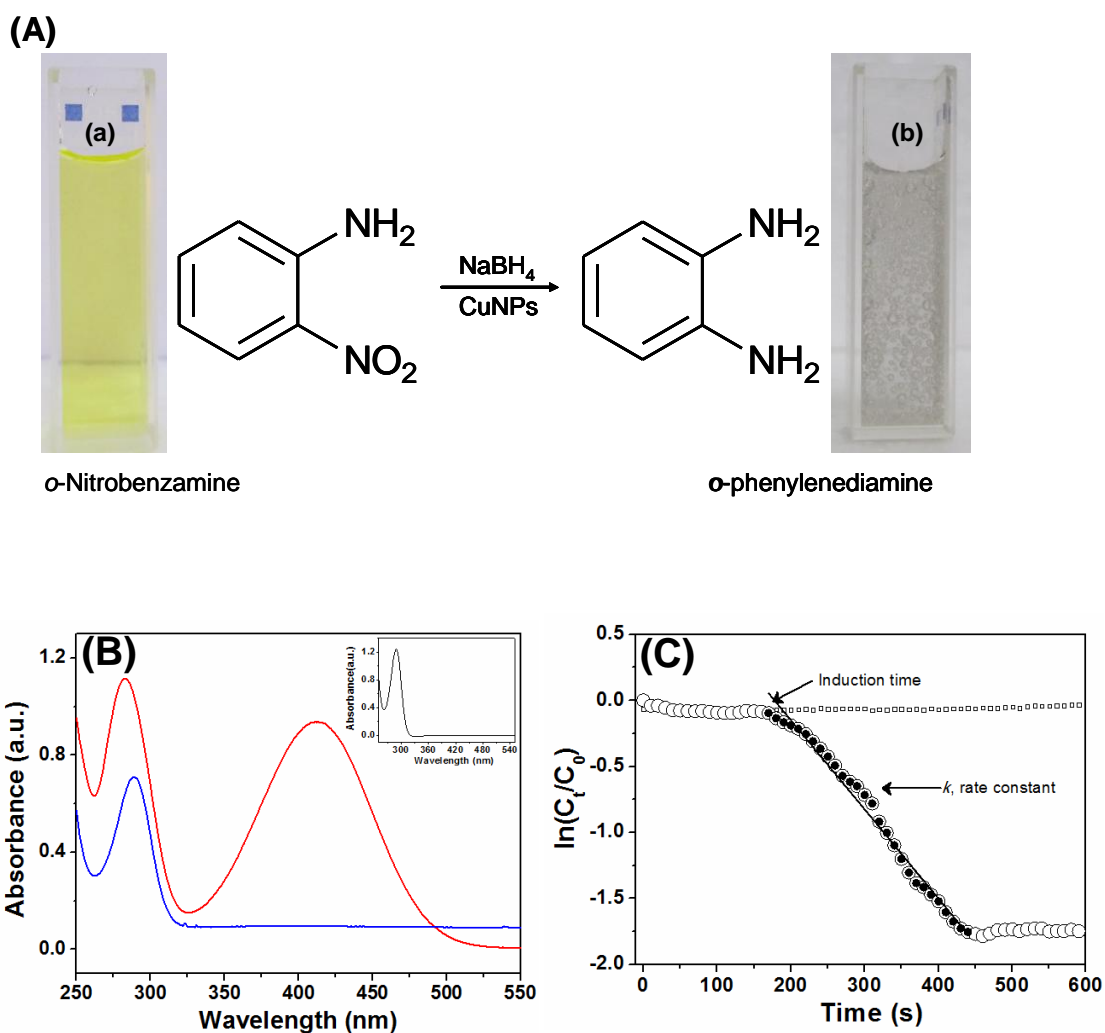 (A)
(a)
(b)
NH2
NO2
NaBH4
CuNPs
NH2
NH2
o-Nitrobenzamine
o-phenylenediamine
(B)
Absorbance (a.u.)
1.2
0.8
0.4
0.0
250 300 350 400 450 500 550
Wavelength (nm)
Absorbance(a.u.)
1.2
0.8
0.4
0.0
300 360 420 480 540
Wavelength (nm)
(C)
ln(Ct/C0)
0.5
0.0
-0.5
-1.0
-1.5
-2.0
Induction time
k, rate constant
0 100 200 300 400 500 600
Time (s)